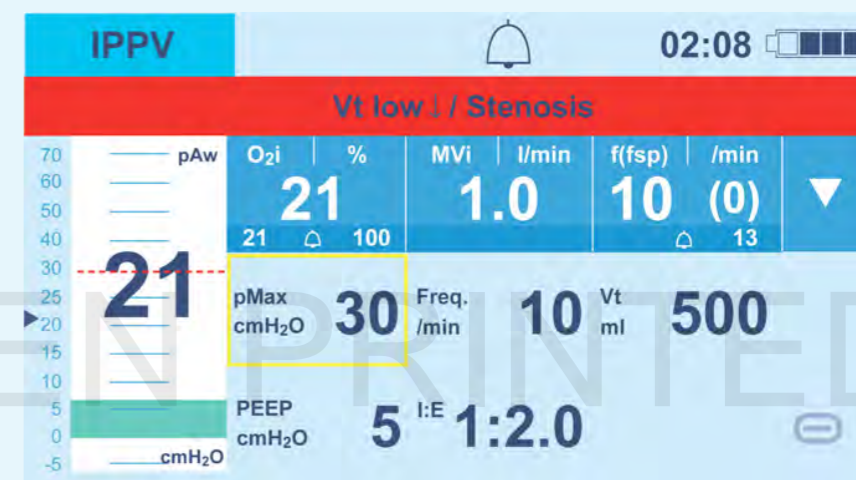 IPPV 02:08
Vt low↓ / Stenosis
70 pAw
60
50
40
30
25
20
15
10
5
0
-5 cmH₂O
21
O₂i | % MVi | l/min f(fsp) | /min
21 1.0 10 (0)
21 100 13
pMax cmH₂O 30 Freq. /min 10 Vt ml 500
PEEP cmH₂O 5 I:E 1:2.0
EN PRINTED